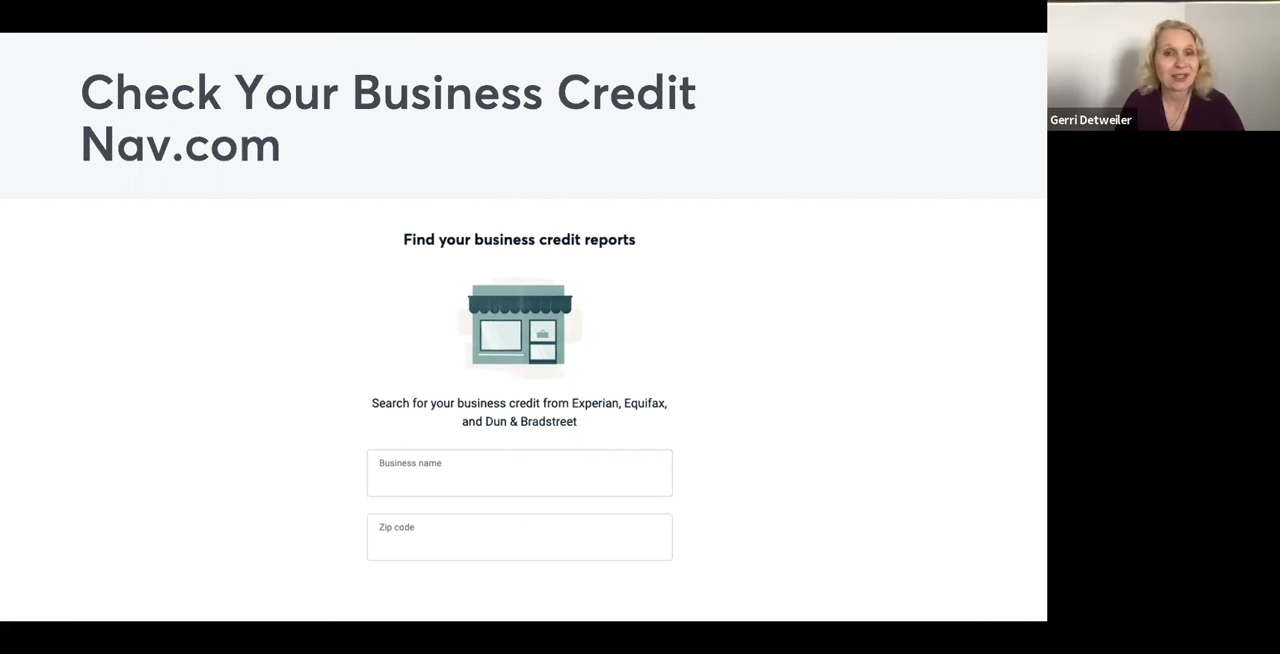 Check Your Business Credit
Nav.com
Gerri Detweiler
Find your business credit reports
Search for your business credit from Experian, Equifax,
and Dun & Bradstreet
Business name
Zip code